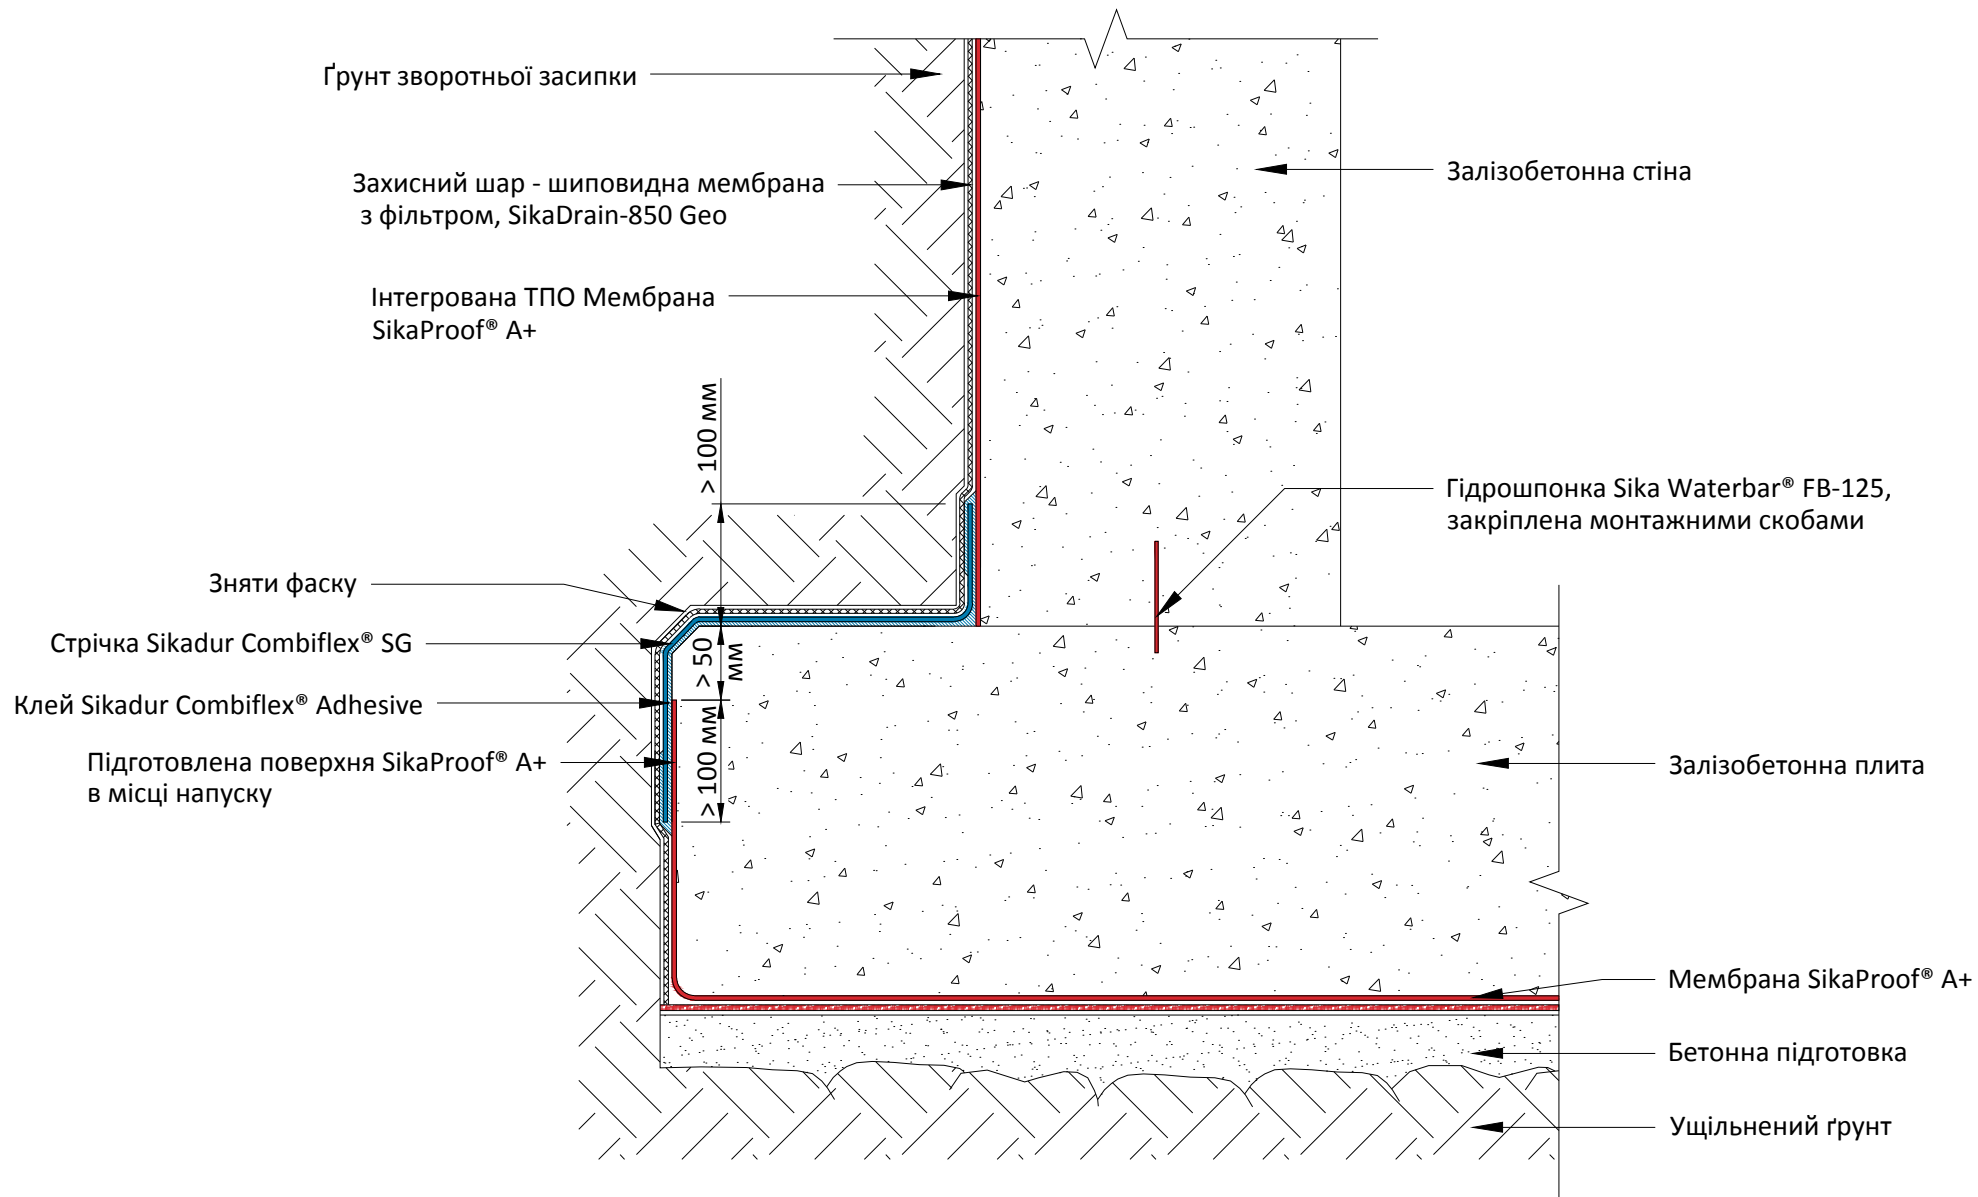 Ґрунт зворотньої засипки
Захисний шар - шиповидна мембрана
з фільтром, SikaDrain-850 Geo
Інтегрована ТПО Мембрана
SikaProof® A+
> 100 мм
Зняти фаску
Стрічка Sikadur Combiflex® SG
Клей Sikadur Combiflex® Adhesive
Підготовлена поверхня SikaProof® A+
в місці напуску
> 50
мм
> 100 мм
Залізобетонна стіна
Гідрошпонка Sika Waterbar® FB-125,
закріплена монтажними скобами
Залізобетонна плита
Мембрана SikaProof® A+
Бетонна підготовка
Ущільнений ґрунт